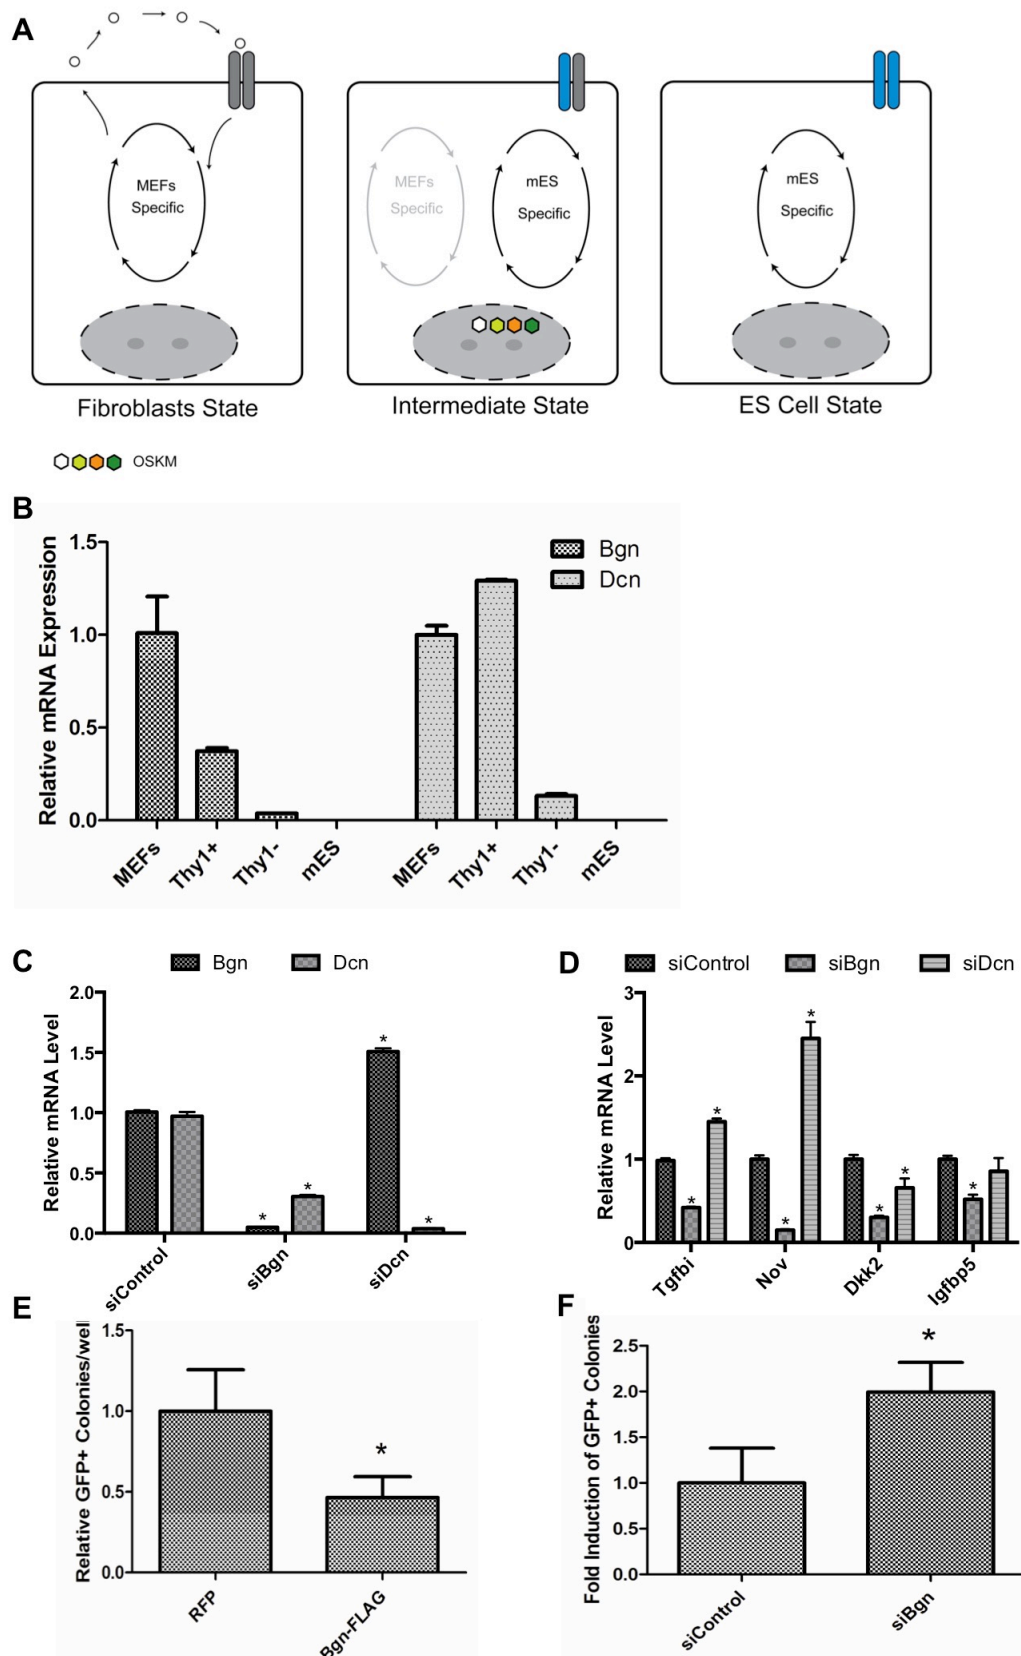 A
MEFs
Specific
MEFs
Specific
mES
Specific
mES
Specific
Fibroblasts State
Intermediate State
ES Cell State
OSKM
B
Relative mRNA Expression
1.5
1.0
0.5
0.0
Bgn
Dcn
MEFs
Thy1+
Thy1-
mES
MEFs
Thy1+
Thy1-
mES
C
Bgn
Dcn
Relative mRNA Level
2.0
1.5
1.0
0.5
0.0
*
*
*
*
siControl
siBgn
siDcn
D
siControl
siBgn
siDcn
Relative mRNA Level
3
2
1
0
*
*
*
*
*
*
*
Tgfbi
Nov
Dkk2
Igfbp5
E
Relative GFP+ Colonies/wel
1.5
1.0
0.5
0.0
*
RFP
Bgn-FLAG
F
Fold Induction of GFP+ Colonies
2.5
2.0
1.5
1.0
0.5
0.0
*
siControl
siBgn